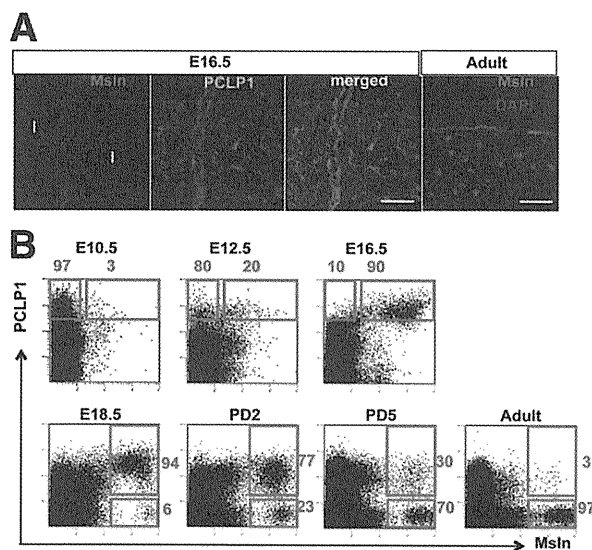 A
E16.5 Adult
Msln PCLP1 merged Msln
DAPI
B
E10.5 E12.5 E16.5
97 3 80 20 10 90
PCLP1
E18.5 PD2 PD5 Adult
94 77 30 3
6 23 70 97
Msln